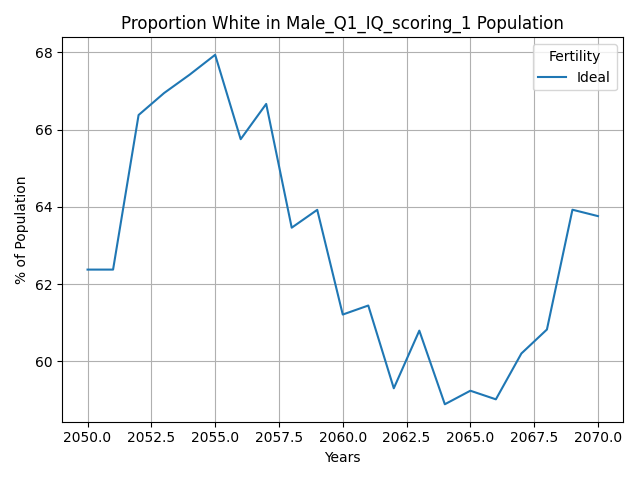 Proportion White in Male_Q1_IQ_scoring_1 Population
Fertility
Ideal
% of Population
68
66
64
62
60
2050.0 2052.5 2055.0 2057.5 2060.0 2062.5 2065.0 2067.5 2070.0
Years